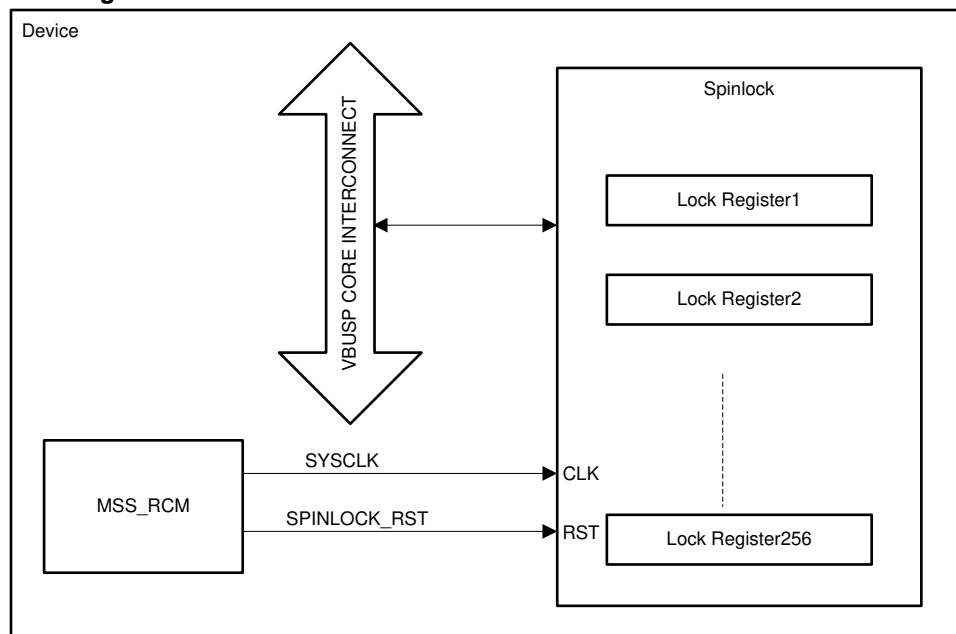 Device
Spinlock
VBUSP CORE INTERCONNECT
Lock Register1
Lock Register2
SYSCLK
CLK
MSS_RCM
SPINLOCK_RST
RST
Lock Register256